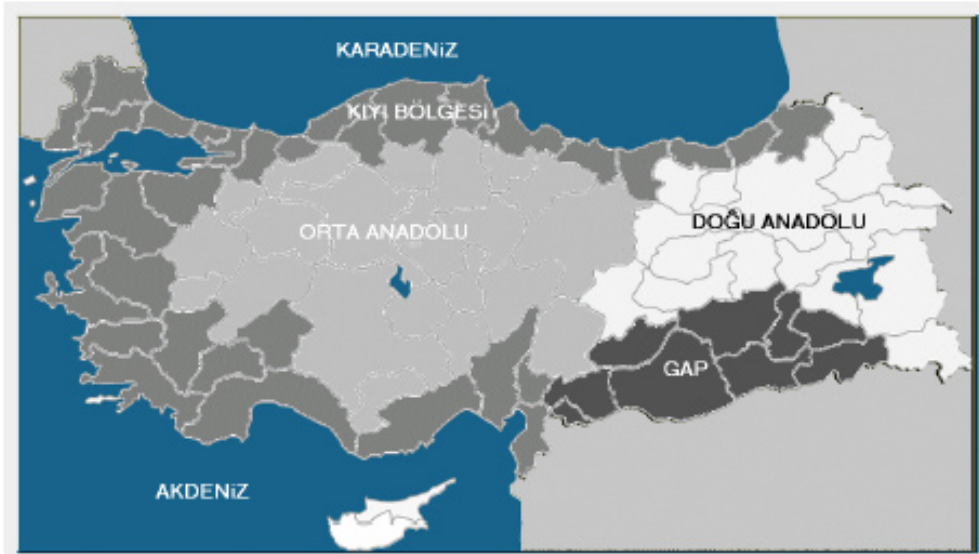 KARADENiZ
KIYI BÖLGESi
ORTA ANADOLU
DOĞU ANADOLU
GAP
AKDENiZ